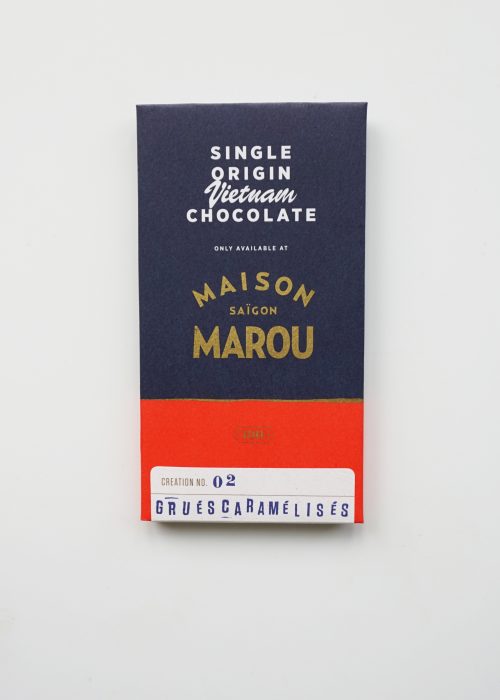 SINGLE
ORIGIN
Vietnam
CHOCOLATE
ONLY AVAILABLE AT
MAISON
SAÏGON
MAROU
CREATION NO. 02
GRUÉS CARAMÉLISÉS